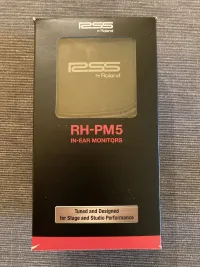 RSS
by Roland
RSS
by Roland
RH-PM5
IN-EAR MONITORS
Tuned and Designed
for Stage and Studio Performance